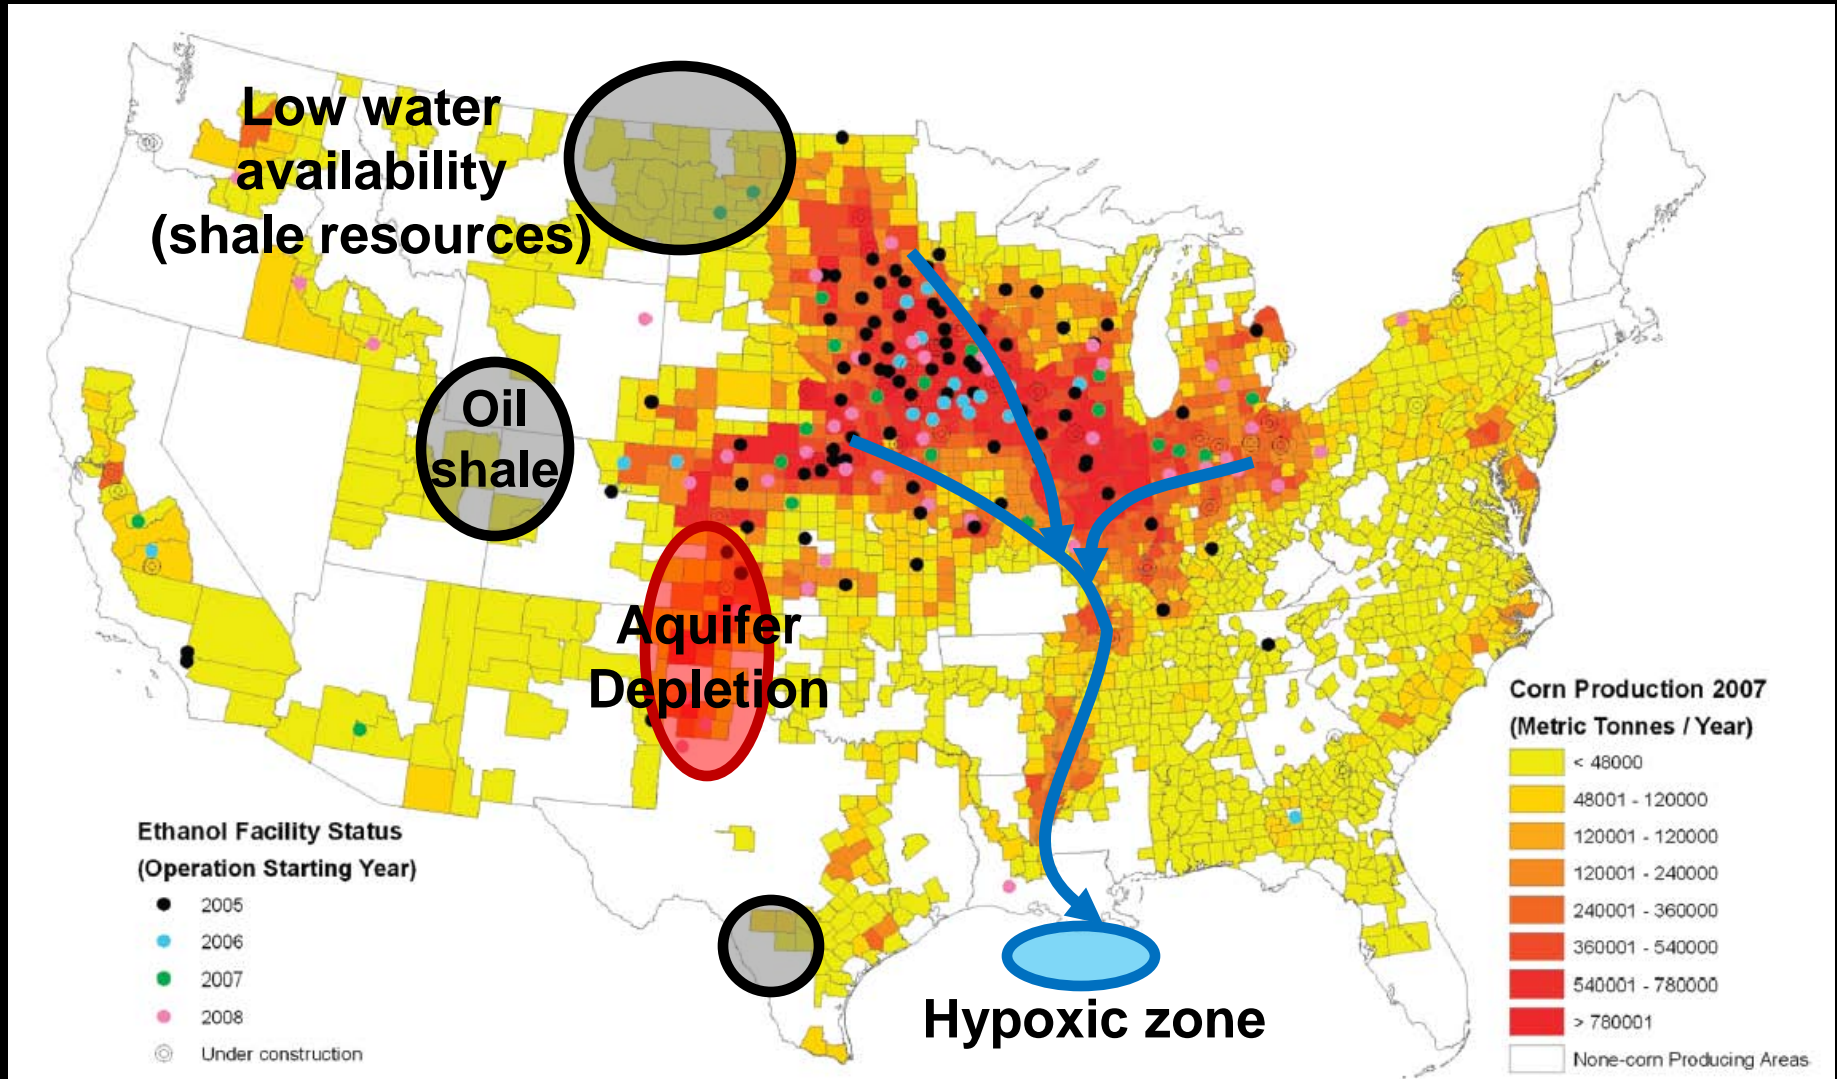 Low water
availability
(shale resources)
Oil
shale
Aquifer
Depletion
Hypoxic zone
Ethanol Facility Status
(Operation Starting Year)
2005
2006
2007
2008
Under construction
Corn Production 2007
(Metric Tonnes / Year)
< 48000
48001 - 120000
120001 - 120000
120001 - 240000
240001 - 360000
360001 - 540000
540001 - 780000
> 780001
None-corn Producing Areas